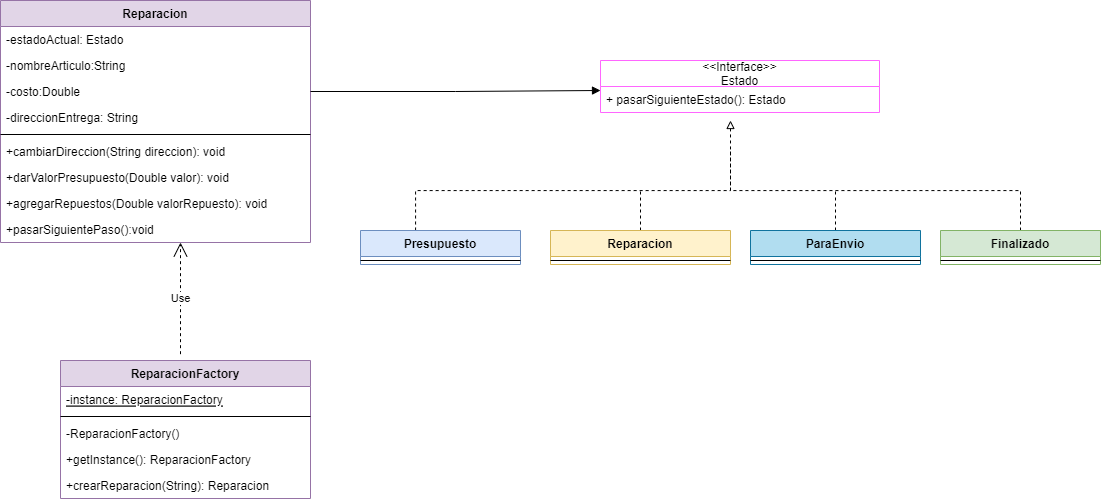 Reparacion
-estadoActual: Estado
-nombreArticulo:String
-costo:Double
-direccionEntrega: String
+cambiarDireccion(String direccion): void
+darValorPresupuesto(Double valor): void
+agregarRepuestos(Double valorRepuesto): void
+pasarSiguientePaso():void
<<Interface>>
Estado
+ pasarSiguienteEstado(): Estado
Presupuesto
Reparacion
ParaEnvio
Finalizado
Use
ReparacionFactory
-instance: ReparacionFactory
-ReparacionFactory()
+getInstance(): ReparacionFactory
+crearReparacion(String): Reparacion